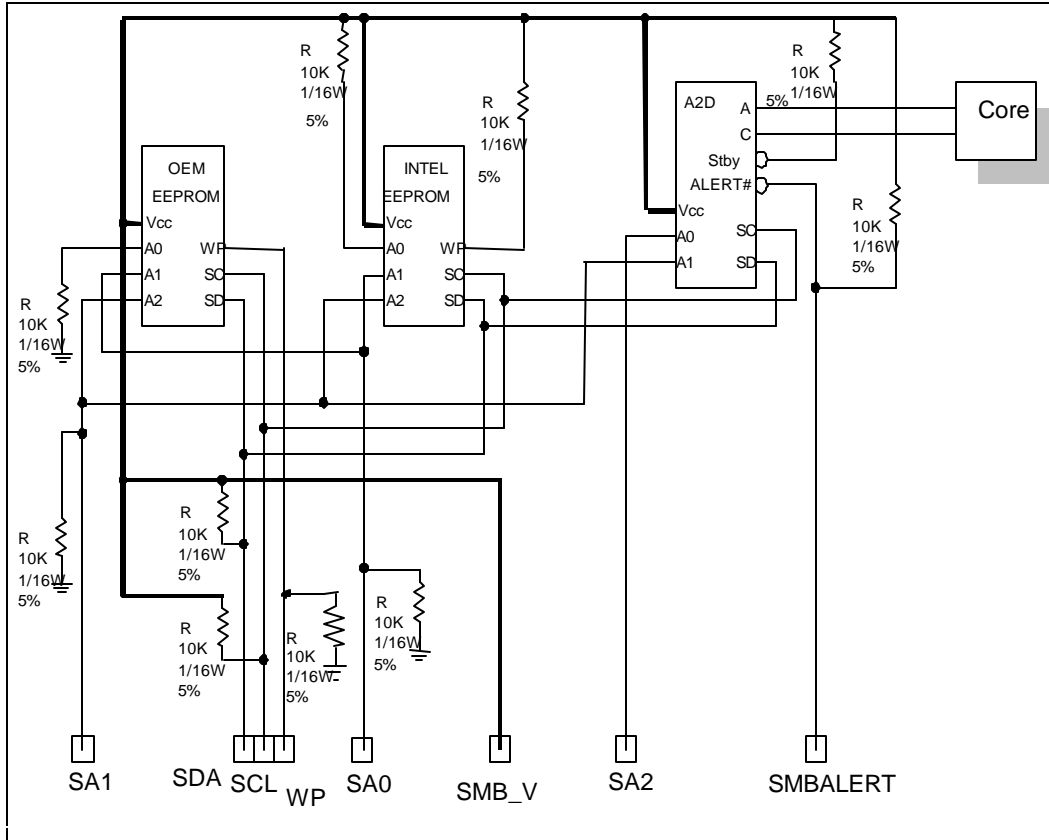 R
10K
1/16W
5%
R
10K
1/16W
5%
R
10K
1/16W
5%
A2D
A
C
Stby
ALERT#
Vcc
A0
A1
SC
SD
Core
OEM
EEPROM
Vcc
A0
A1
A2
WP
SC
SD
INTEL
EEPROM
Vcc
A0
A1
A2
WP
SC
SD
R
10K
1/16W
5%
R
10K
1/16W
5%
R
10K
1/16W
5%
R
10K
1/16W
5%
R
10K
1/16W
5%
R
10K
1/16W
5%
R
10K
1/16W
5%
SA1
SDA
SCL
WP
SA0
SMB_V
SA2
SMBALERT